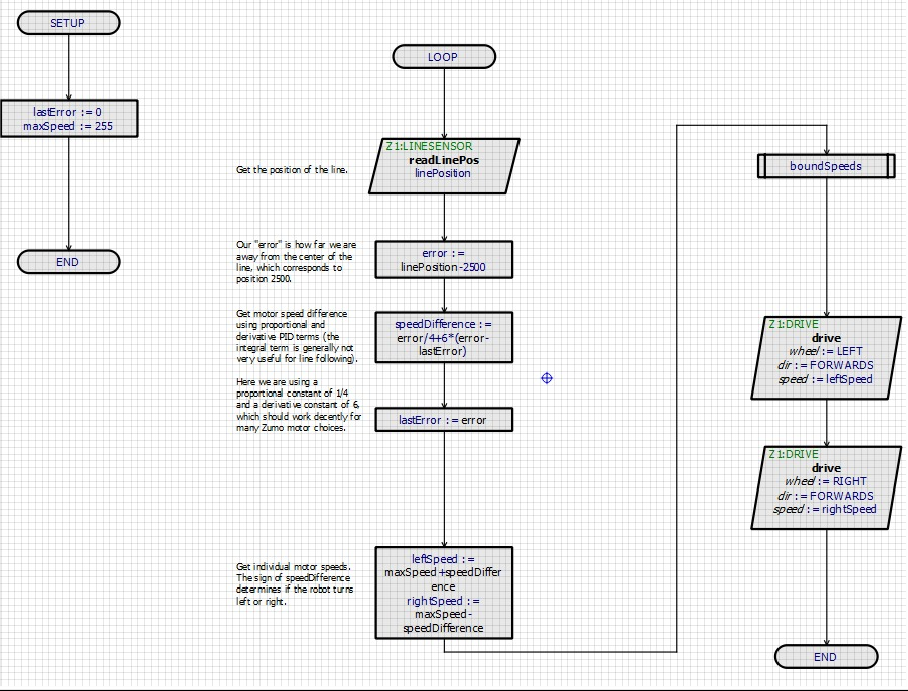 SETUP
lastError := 0
maxSpeed := 255
END
LOOP
Z1:LINESENSOR
readLinePos
linePosition
Get the position of the line.
Our "error" is how far we are
away from the center of the
line, which corresponds to
position 2500.
error :=
linePosition-2500
Get motor speed difference
using proportional and
derivative PID terms (the
integral term is generally not
very useful for line following).
speedDifference :=
error/4+6*(error-
lastError)
Here we are using a
proportional constant of 1/4
and a derivative constant of 6,
which should work decently for
many Zumo motor choices.
lastError := error
Get individual motor speeds.
The sign of speedDifference
determines if the robot turns
left or right.
leftSpeed :=
maxSpeed+speedDiffer
ence
rightSpeed :=
maxSpeed-
speedDifference
boundSpeeds
Z1:DRIVE
drive
wheel := LEFT
dir := FORWARDS
speed := leftSpeed
Z1:DRIVE
drive
wheel := RIGHT
dir := FORWARDS
speed := rightSpeed
END